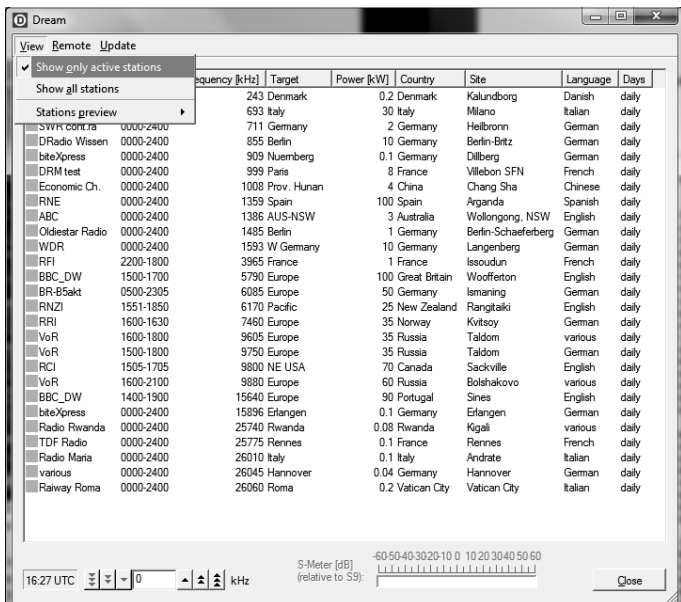 Dream
View Remote Update
Show only active stations
Show all stations
Stations preview
equency [kHz] Target Power [kW] Country Site Language Days
243 Denmark 0.2 Denmark Kalundborg Danish daily
693 Italy 30 Italy Milano Italian daily
SWR cont.ra 0000-2400 711 Germany 2 Germany Heilbronn German daily
DRadio Wissen 0000-2400 855 Berlin 10 Germany Berlin-Britz German daily
biteXpress 0000-2400 909 Nuernberg 0.1 Germany Dillberg German daily
DRM test 0000-2400 999 Paris 8 France Villebon SFN French daily
Economic Ch. 0000-2400 1008 Prov. Hunan 4 China Chang Sha Chinese daily
RNE 0000-2400 1359 Spain 100 Spain Arganda Spanish daily
ABC 0000-2400 1386 AUS-NSW 3 Australia Wollongong, NSW English daily
Oldiestar Radio 0000-2400 1485 Berlin 1 Germany Berlin-Schaeferberg German daily
WDR 0000-2400 1593 W Germany 10 Germany Langenberg German daily
RFI 2200-1800 3965 France 1 France Issoudun French daily
BBC_DW 1500-1700 5790 Europe 100 Great Britain Woofferton English daily
BR-B5akt 0500-2305 6085 Europe 50 Germany Ismaning German daily
RNZI 1551-1850 6170 Pacific 25 New Zealand Rangitaiki English daily
RRI 1600-1630 7460 Europe 35 Norway Kvitsoy German daily
VoR 1600-1800 9605 Europe 35 Russia Taldom various daily
VoR 1500-1800 9750 Europe 35 Russia Taldom German daily
RCI 1505-1705 9800 NE USA 70 Canada Sackville English daily
VoR 1600-2100 9880 Europe 60 Russia Bolshakovo various daily
BBC_DW 1400-1900 15640 Europe 90 Portugal Sines English daily
biteXpress 0000-2400 15896 Erlangen 0.1 Germany Erlangen German daily
Radio Rwanda 0000-2400 25740 Rwanda 0.08 Rwanda Kigali various daily
TDF Radio 0000-2400 25775 Rennes 0.1 France Rennes French daily
Radio Maria 0000-2400 26010 Italy 0.1 Italy Andrate Italian daily
various 0000-2400 26045 Hannover 0.04 Germany Hannover German daily
Raiway Roma 0000-2400 26060 Roma 0.2 Vatican City Vatican City Italian daily
-60-50-40-30-20-10 0 10 20 30 40 50 60
S-Meter [dB]
(relative to S9):
16:27 UTC 0 kHz Close